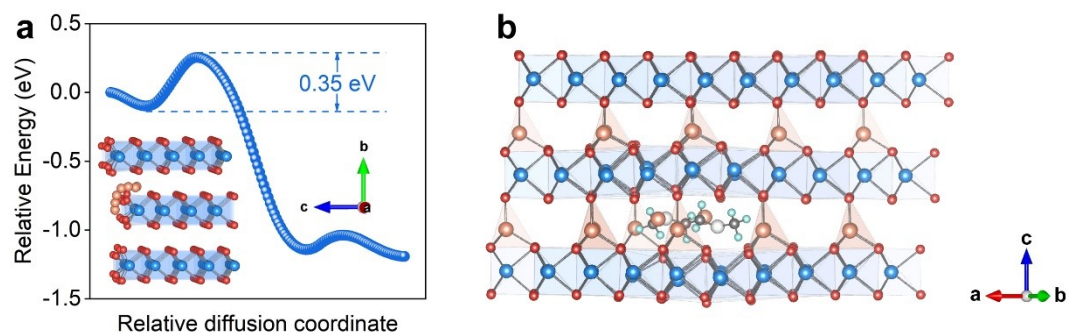 a
0.5
0.0
-0.5
-1.0
-1.5
Relative Energy (eV)
0.35 eV
b
c
a
Relative diffusion coordinate
b
c
a
b